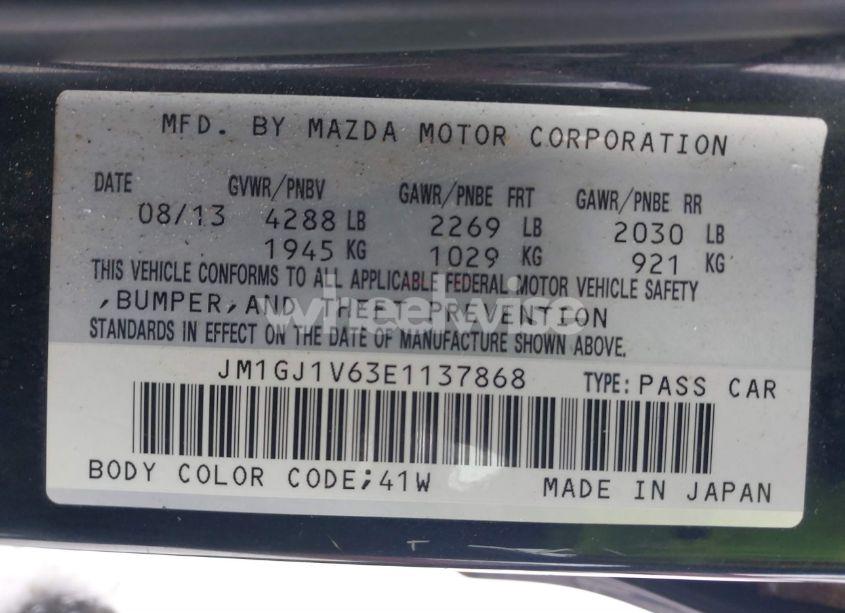 MFD. BY MAZDA MOTOR CORPORATION
DATE GVWR/PNBV GAWR/PNBE FRT GAWR/PNBE RR
08/13 4288 LB 2269 LB 2030 LB
1945 KG 1029 KG 921 KG
THIS VEHICLE CONFORMS TO ALL APPLICABLE FEDERAL MOTOR VEHICLE SAFETY
,BUMPER,AND THEFT PREVENTION
STANDARDS IN EFFECT ON THE DATE OF MANUFACTURE SHOWN ABOVE.
wheelwise
JM1GJ1V63E1137868 TYPE: PASS CAR
BODY COLOR CODE;41W MADE IN JAPAN